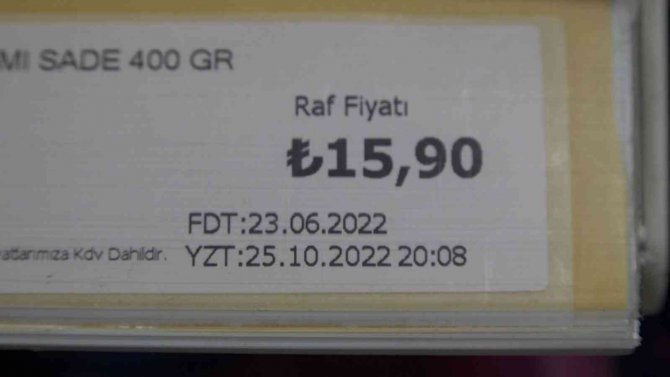 MI SADE 400 GR
Raf Fiyatı
₺15,90
FDT:23.06.2022
Kdv Dahildir. YZT:25.10.2022 20:08